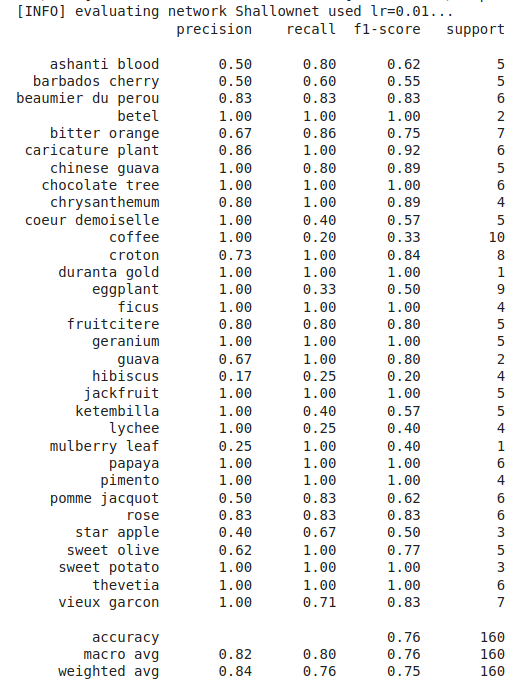 [INFO] evaluating network Shallownet used lr=0.01...
precision recall f1-score support
ashanti blood 0.50 0.80 0.62 5
barbados cherry 0.50 0.60 0.55 5
beaumier du perou 0.83 0.83 0.83 6
betel 1.00 1.00 1.00 2
bitter orange 0.67 0.86 0.75 7
caricature plant 0.86 1.00 0.92 6
chinese guava 1.00 0.80 0.89 5
chocolate tree 1.00 1.00 1.00 6
chrysanthemum 0.80 1.00 0.89 4
coeur demoiselle 1.00 0.40 0.57 5
coffee 1.00 0.20 0.33 10
croton 0.73 1.00 0.84 8
duranta gold 1.00 1.00 1.00 1
eggplant 1.00 0.33 0.50 9
ficus 1.00 1.00 1.00 4
fruitcitere 0.80 0.80 0.80 5
geranium 1.00 1.00 1.00 5
guava 0.67 1.00 0.80 2
hibiscus 0.17 0.25 0.20 4
jackfruit 1.00 1.00 1.00 5
ketembilla 1.00 0.40 0.57 5
lychee 1.00 0.25 0.40 4
mulberry leaf 0.25 1.00 0.40 1
papaya 1.00 1.00 1.00 6
pimento 1.00 1.00 1.00 4
pomme jacquot 0.50 0.83 0.62 6
rose 0.83 0.83 0.83 6
star apple 0.40 0.67 0.50 3
sweet olive 0.62 1.00 0.77 5
sweet potato 1.00 1.00 1.00 3
thevetia 1.00 1.00 1.00 6
vieux garcon 1.00 0.71 0.83 7
accuracy 0.76 160
macro avg 0.82 0.80 0.76 160
weighted avg 0.84 0.76 0.75 160